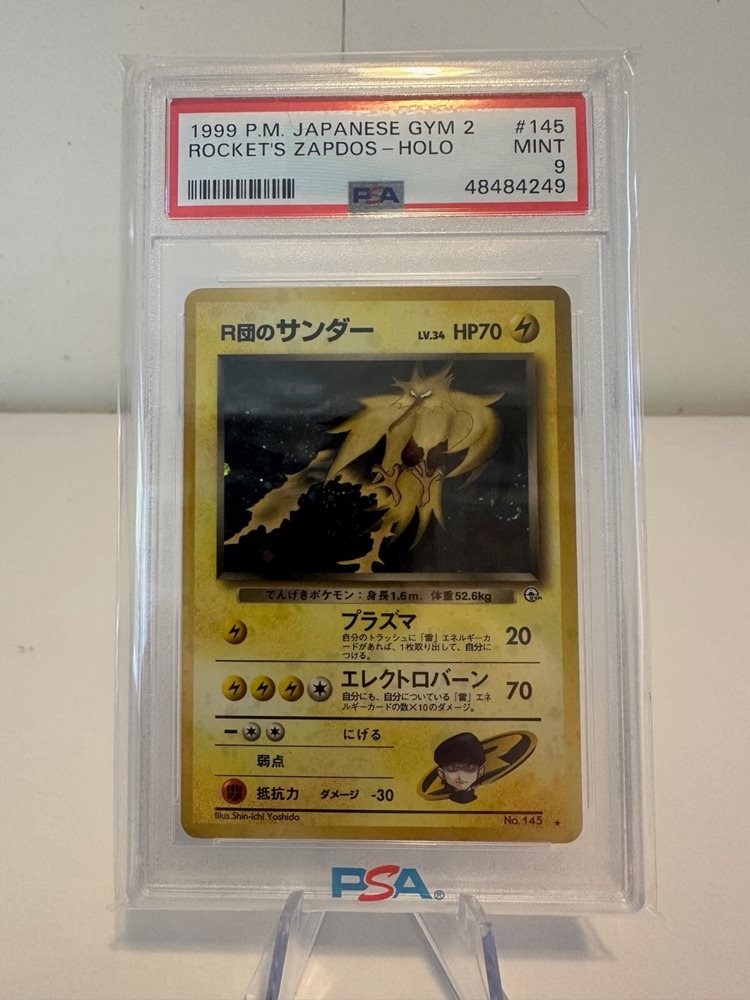 1999 P.M. JAPANESE GYM 2 #145
ROCKET'S ZAPDOS - HOLO MINT
9
PSA 48484249
R団のサンダー LV.34 HP70
でんげきポケモン:身長1.6m、体重52.6kg
プラズマ
自分のトラッシュに「雷」エネルギーカ
ードがあれば、1枚取り出して、自分に
つける。
20
エレクトロバーン
自分にも、自分についている「雷」エネ
ルギーカードの数×10のダメージ。
70
にげる
弱点
抵抗力 ダメージ -30
Illus.Shin-ichi Yoshida No. 145
PSA®